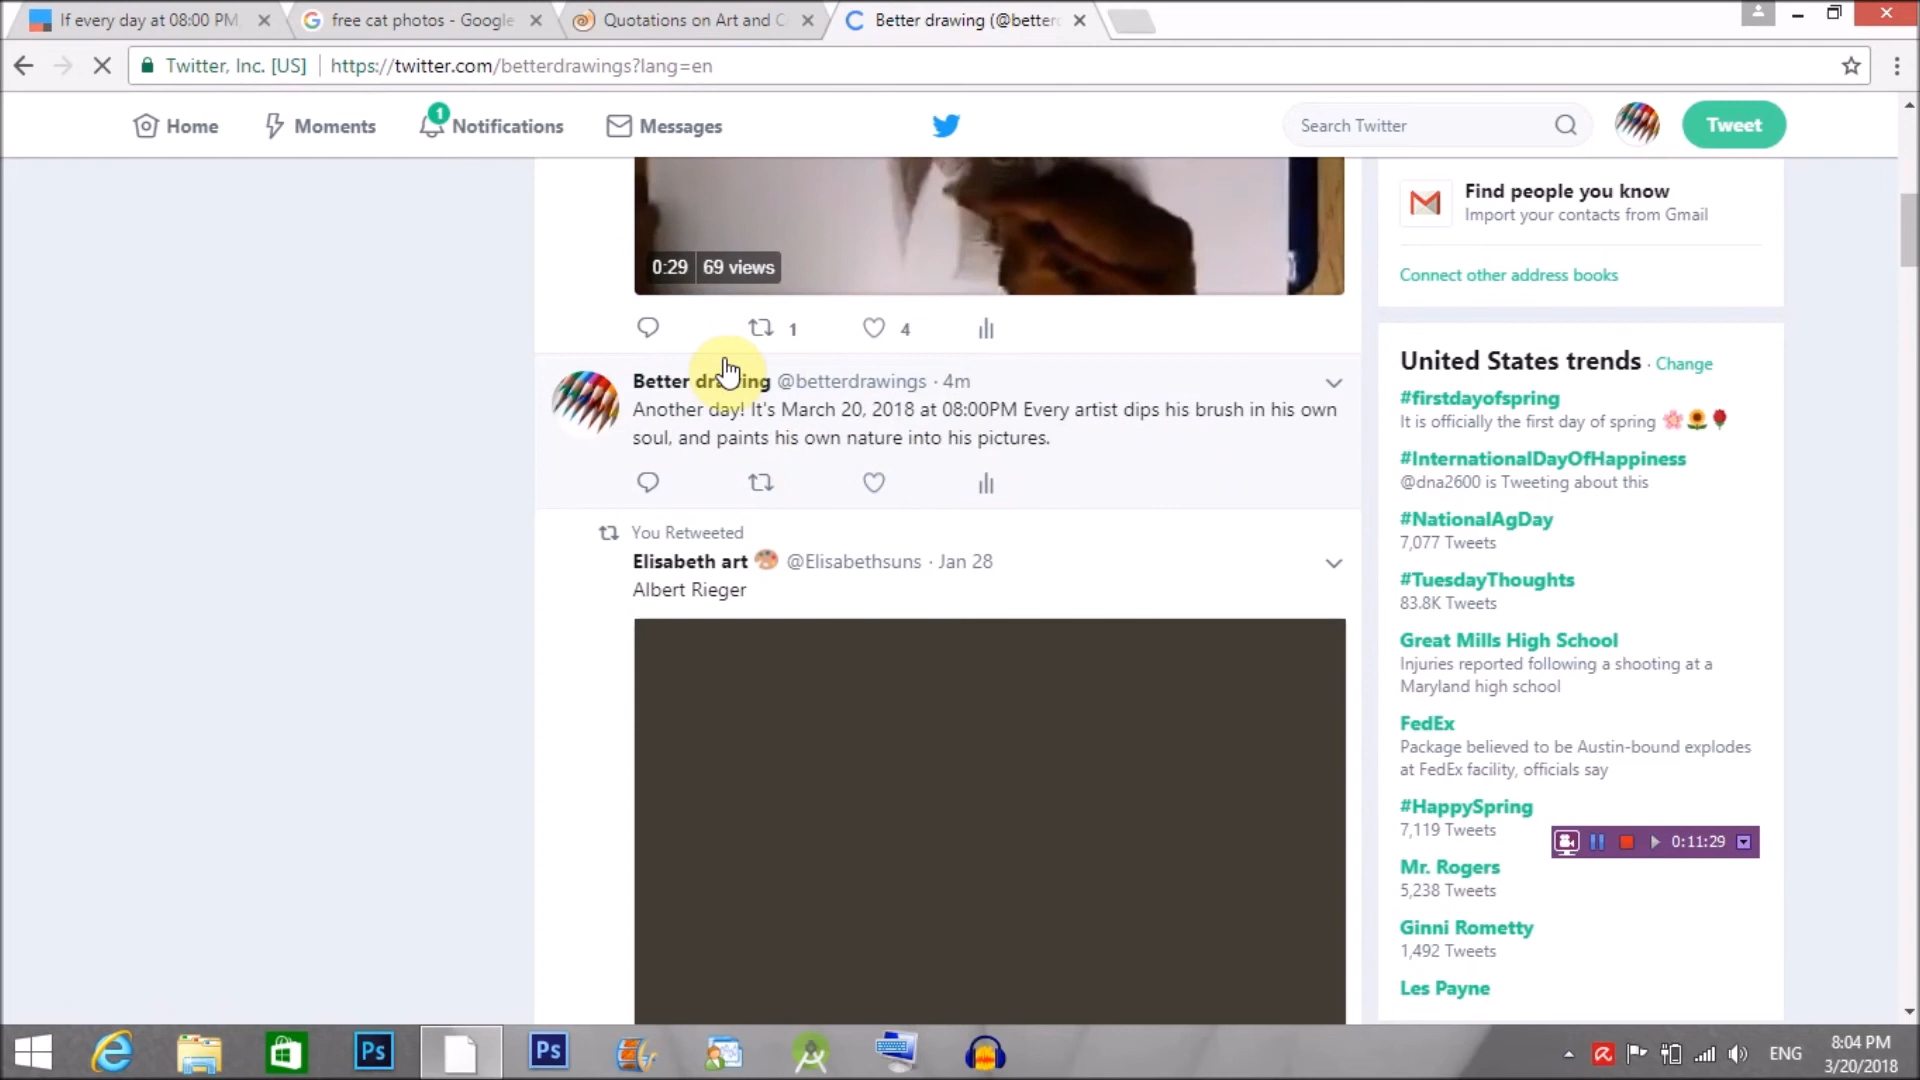 If every day at 08:00 PM,
free cat photos - Google
Quotations on Art and C
Better drawing (@better
Twitter, Inc. [US] https://twitter.com/betterdrawings?lang=en
Home Moments 1 Notifications Messages Search Twitter Tweet
0:29 69 views
1 4
Better drawing @betterdrawings · 4m
Another day! It's March 20, 2018 at 08:00PM Every artist dips his brush in his own
soul, and paints his own nature into his pictures.
You Retweeted
Elisabeth art @Elisabethsuns · Jan 28
Albert Rieger
Find people you know
Import your contacts from Gmail
Connect other address books
United States trends · Change
#firstdayofspring
It is officially the first day of spring 🌸🌻🌹
#InternationalDayOfHappiness
@dna2600 is Tweeting about this
#NationalAgDay
7,077 Tweets
#TuesdayThoughts
83.8K Tweets
Great Mills High School
Injuries reported following a shooting at a
Maryland high school
FedEx
Package believed to be Austin-bound explodes
at FedEx facility, officials say
#HappySpring
7,119 Tweets
Mr. Rogers
5,238 Tweets
Ginni Rometty
1,492 Tweets
Les Payne
0:11:29
Ps Ps
ENG
8:04 PM
3/20/2018